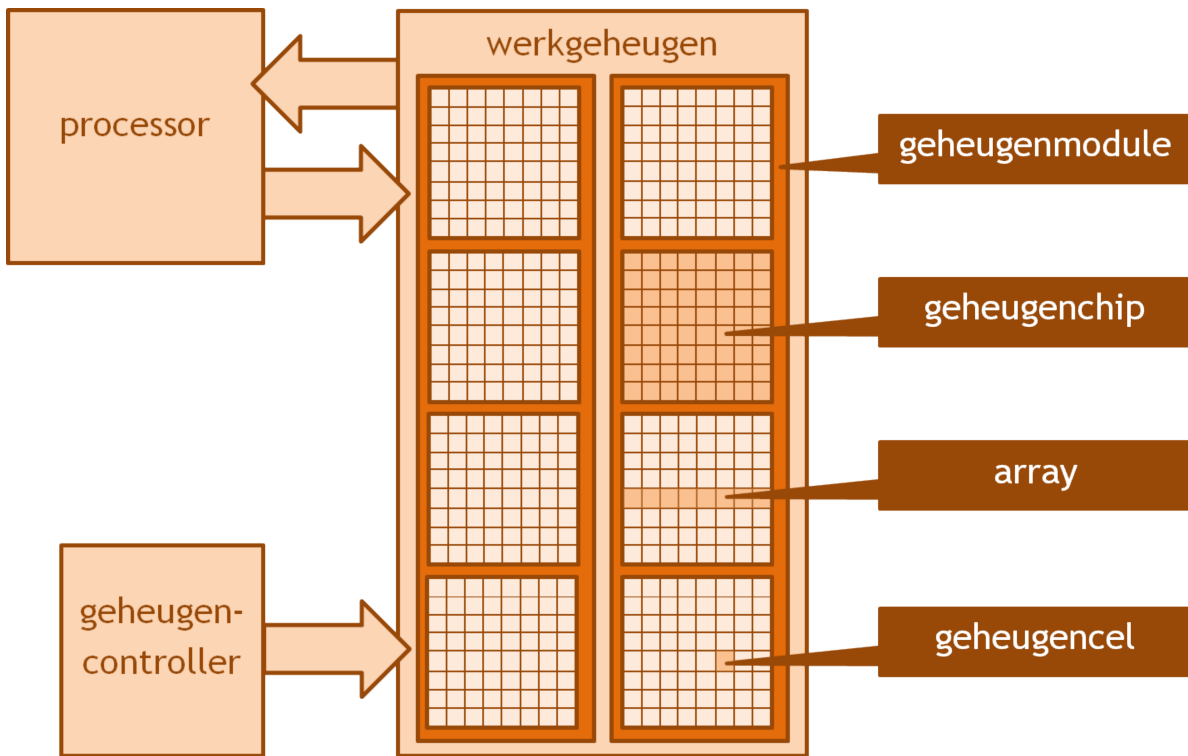 werkgeheugen
processor
geheugenmodule
geheugenchip
array
geheugen-
controller
geheugencel